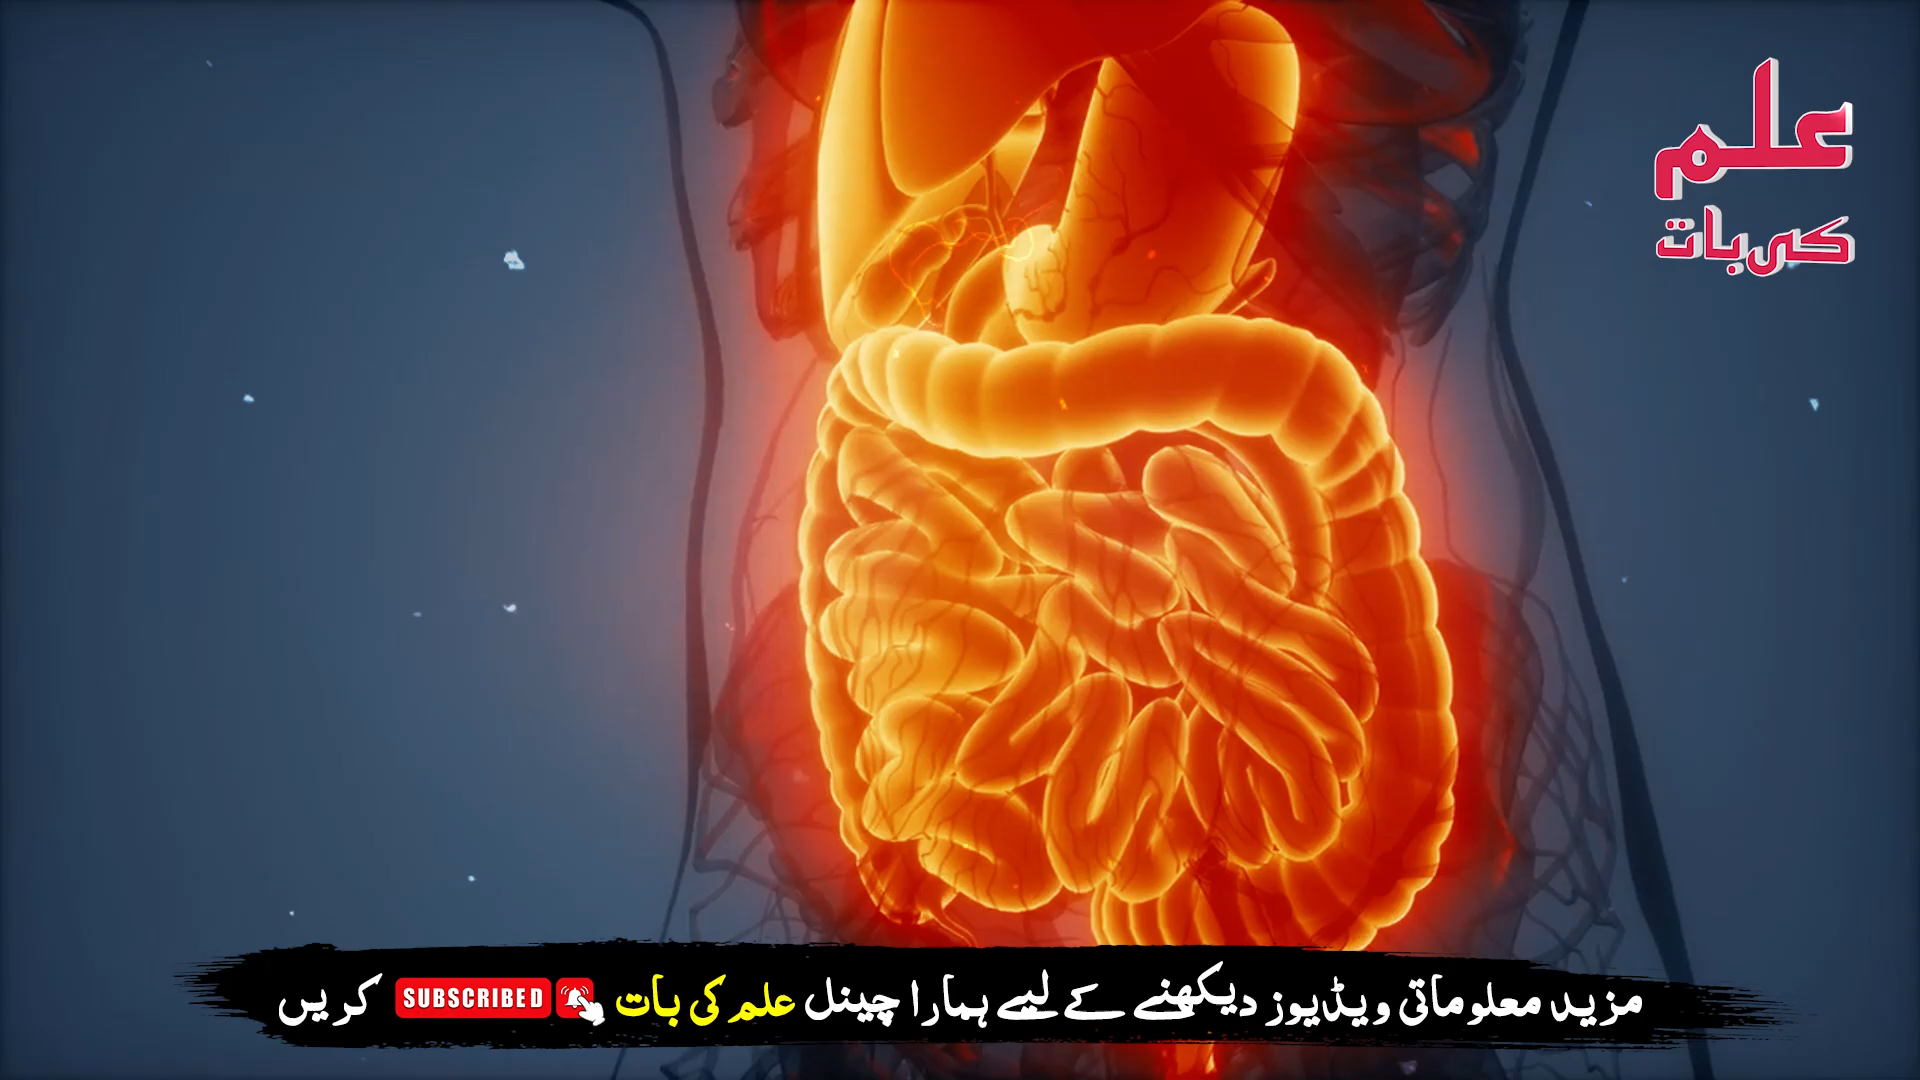 علم
کی بات
مزید معلوماتی ویڈیوز دیکھنے کے لیے ہمارا چینل علم کی بات SUBSCRIBED کریں